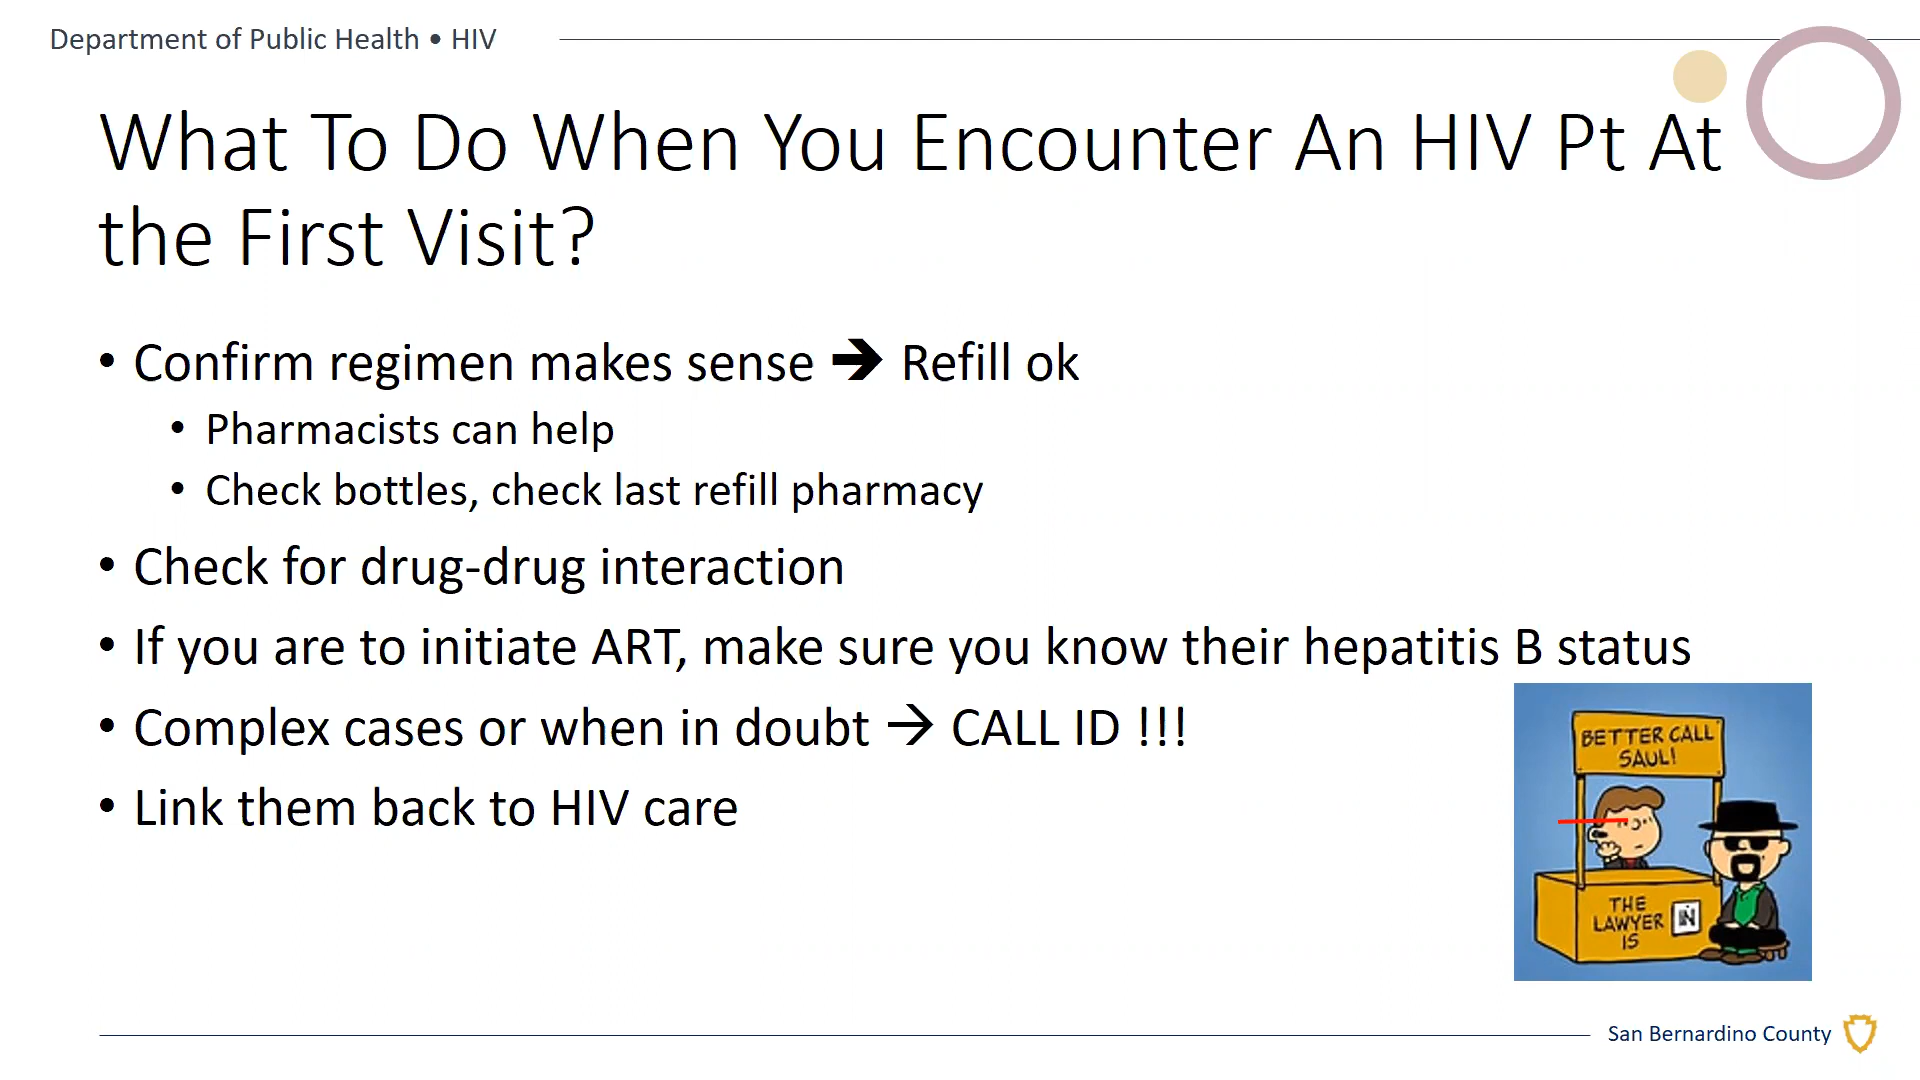 Department of Public Health • HIV
What To Do When You Encounter An HIV Pt At
the First Visit?
• Confirm regimen makes sense 🡺 Refill ok
• Pharmacists can help
• Check bottles, check last refill pharmacy
• Check for drug-drug interaction
• If you are to initiate ART, make sure you know their hepatitis B status
• Complex cases or when in doubt → CALL ID !!!
• Link them back to HIV care
BETTER CALL
SAUL!
THE
LAWYER
IS
IN
San Bernardino County